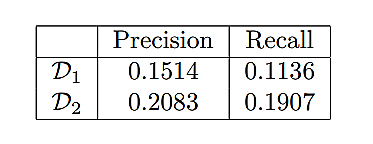 Precision Recall
𝒟₁ 0.1514 0.1136
𝒟₂ 0.2083 0.1907